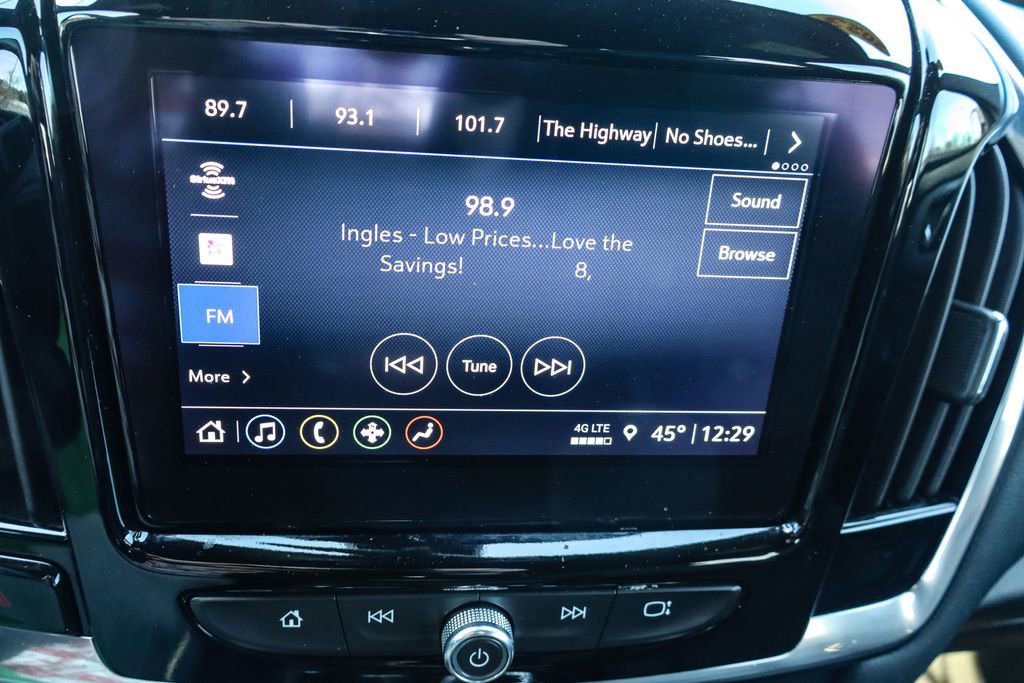 89.7 | 93.1 | 101.7 | The Highway | No Shoes... |
SiriusXM
98.9
Sound
Ingles - Low Prices...Love the
Savings! 8,
Browse
FM
Tune
More
4G LTE
45° | 12:29